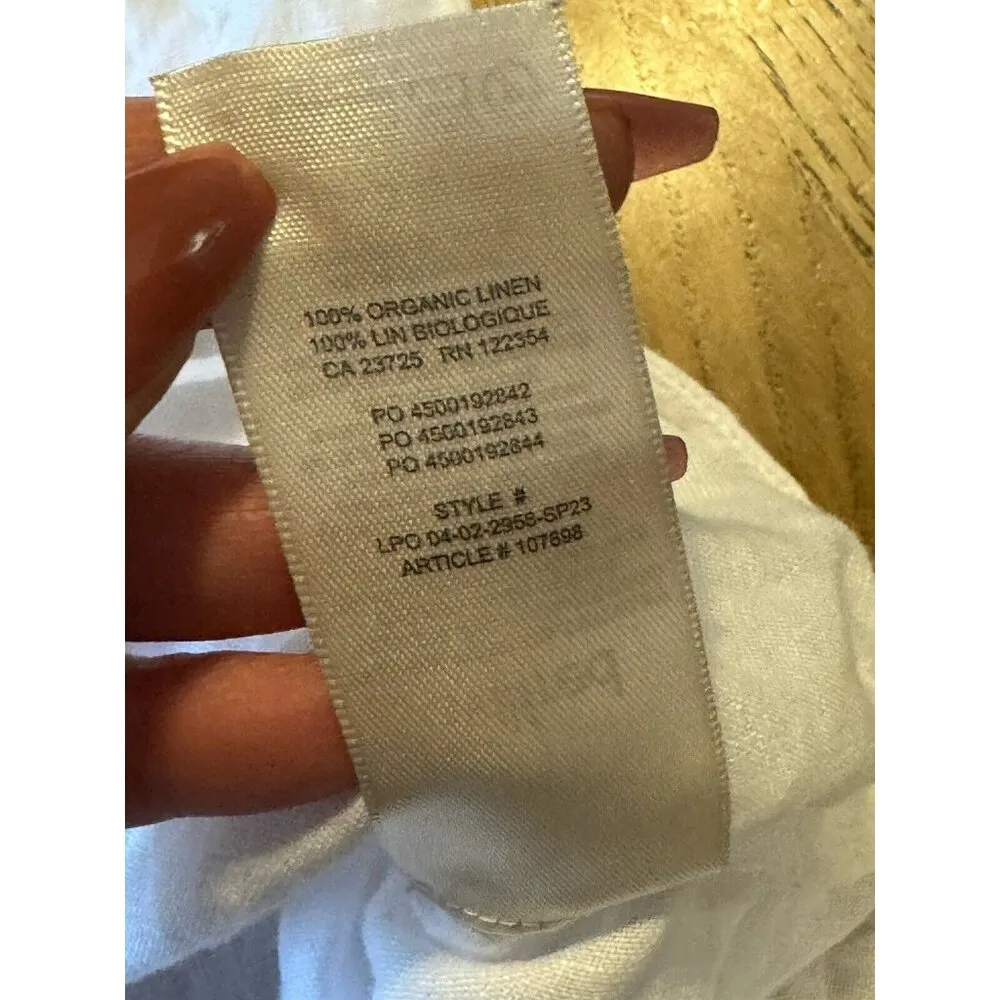 100% ORGANIC LINEN
100% LIN BIOLOGIQUE
CA 23725 RN 122354
PO 4500192842
PO 4500192843
PO 4500192844
STYLE #
LPO 04-02-2956-SP23
ARTICLE # 107698